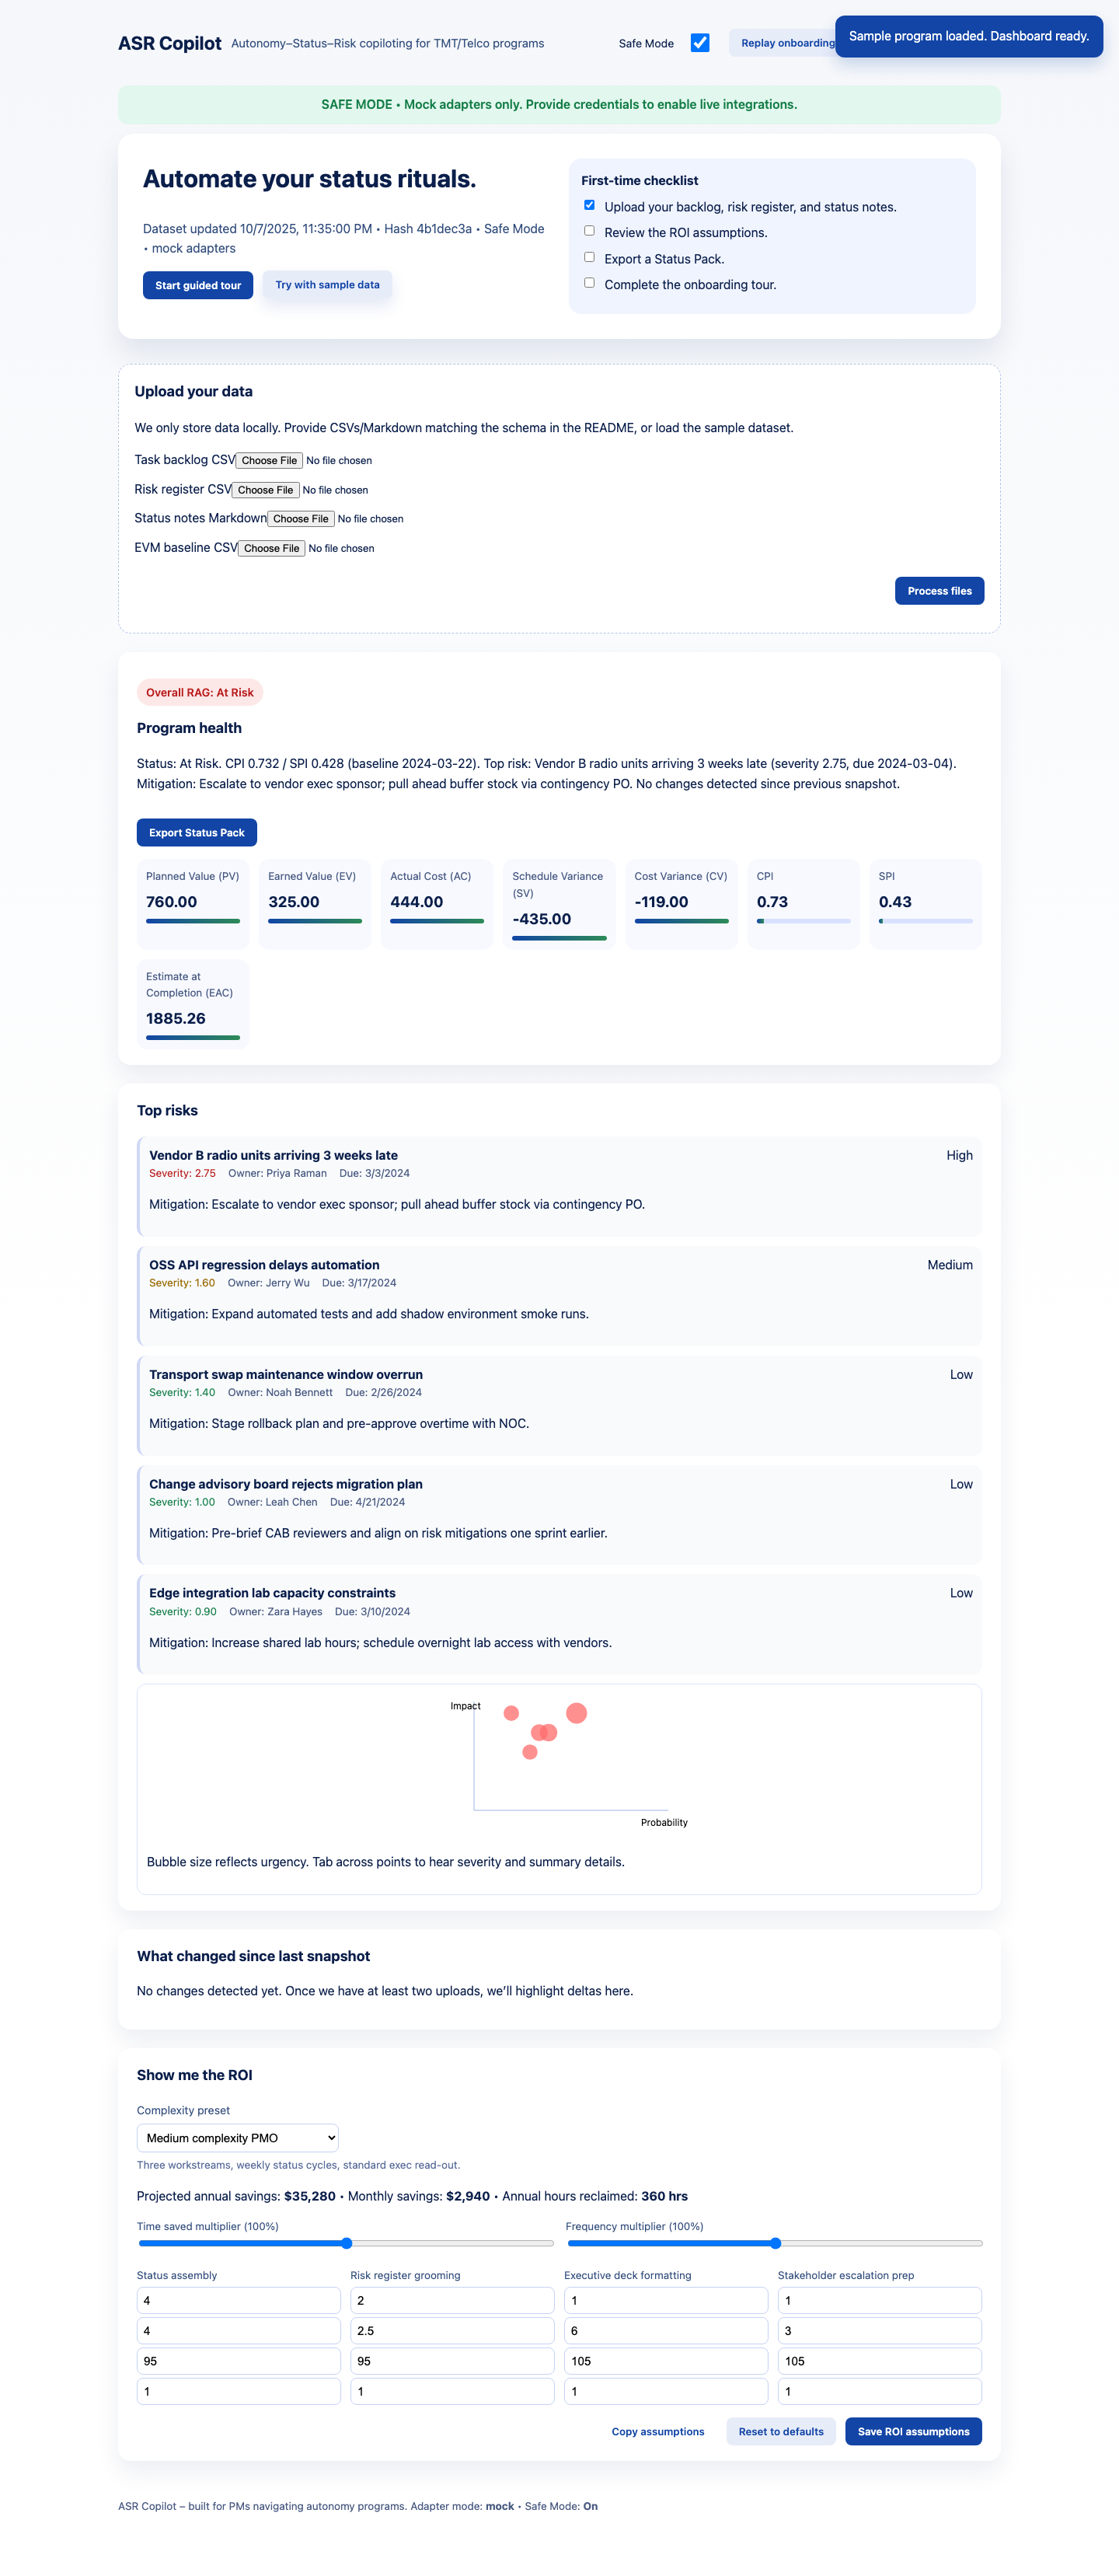 ASR Copilot Autonomy–Status–Risk copiloting for TMT/Telco programs
Safe Mode
Replay onboarding
Sample program loaded. Dashboard ready.
SAFE MODE • Mock adapters only. Provide credentials to enable live integrations.
Automate your status rituals.
Dataset updated 10/7/2025, 11:35:00 PM • Hash 4b1dec3a • Safe Mode
• mock adapters
Start guided tour
Try with sample data
First-time checklist
Upload your backlog, risk register, and status notes.
Review the ROI assumptions.
Export a Status Pack.
Complete the onboarding tour.
Upload your data
We only store data locally. Provide CSVs/Markdown matching the schema in the README, or load the sample dataset.
Task backlog CSV Choose File No file chosen
Risk register CSV Choose File No file chosen
Status notes Markdown Choose File No file chosen
EVM baseline CSV Choose File No file chosen
Process files
Overall RAG: At Risk
Program health
Status: At Risk. CPI 0.732 / SPI 0.428 (baseline 2024-03-22). Top risk: Vendor B radio units arriving 3 weeks late (severity 2.75, due 2024-03-04).
Mitigation: Escalate to vendor exec sponsor; pull ahead buffer stock via contingency PO. No changes detected since previous snapshot.
Export Status Pack
Planned Value (PV)
760.00
Earned Value (EV)
325.00
Actual Cost (AC)
444.00
Schedule Variance
(SV)
-435.00
Cost Variance (CV)
-119.00
CPI
0.73
SPI
0.43
Estimate at
Completion (EAC)
1885.26
Top risks
Vendor B radio units arriving 3 weeks late
High
Severity: 2.75 Owner: Priya Raman Due: 3/3/2024
Mitigation: Escalate to vendor exec sponsor; pull ahead buffer stock via contingency PO.
OSS API regression delays automation
Medium
Severity: 1.60 Owner: Jerry Wu Due: 3/17/2024
Mitigation: Expand automated tests and add shadow environment smoke runs.
Transport swap maintenance window overrun
Low
Severity: 1.40 Owner: Noah Bennett Due: 2/26/2024
Mitigation: Stage rollback plan and pre-approve overtime with NOC.
Change advisory board rejects migration plan
Low
Severity: 1.00 Owner: Leah Chen Due: 4/21/2024
Mitigation: Pre-brief CAB reviewers and align on risk mitigations one sprint earlier.
Edge integration lab capacity constraints
Low
Severity: 0.90 Owner: Zara Hayes Due: 3/10/2024
Mitigation: Increase shared lab hours; schedule overnight lab access with vendors.
Impact
Probability
Bubble size reflects urgency. Tab across points to hear severity and summary details.
What changed since last snapshot
No changes detected yet. Once we have at least two uploads, we’ll highlight deltas here.
Show me the ROI
Complexity preset
Medium complexity PMO
Three workstreams, weekly status cycles, standard exec read-out.
Projected annual savings: $35,280 • Monthly savings: $2,940 • Annual hours reclaimed: 360 hrs
Time saved multiplier (100%)
Frequency multiplier (100%)
Status assembly
4
4
95
1
Risk register grooming
2
2.5
95
1
Executive deck formatting
1
6
105
1
Stakeholder escalation prep
1
3
105
1
Copy assumptions
Reset to defaults
Save ROI assumptions
ASR Copilot – built for PMs navigating autonomy programs. Adapter mode: mock • Safe Mode: On